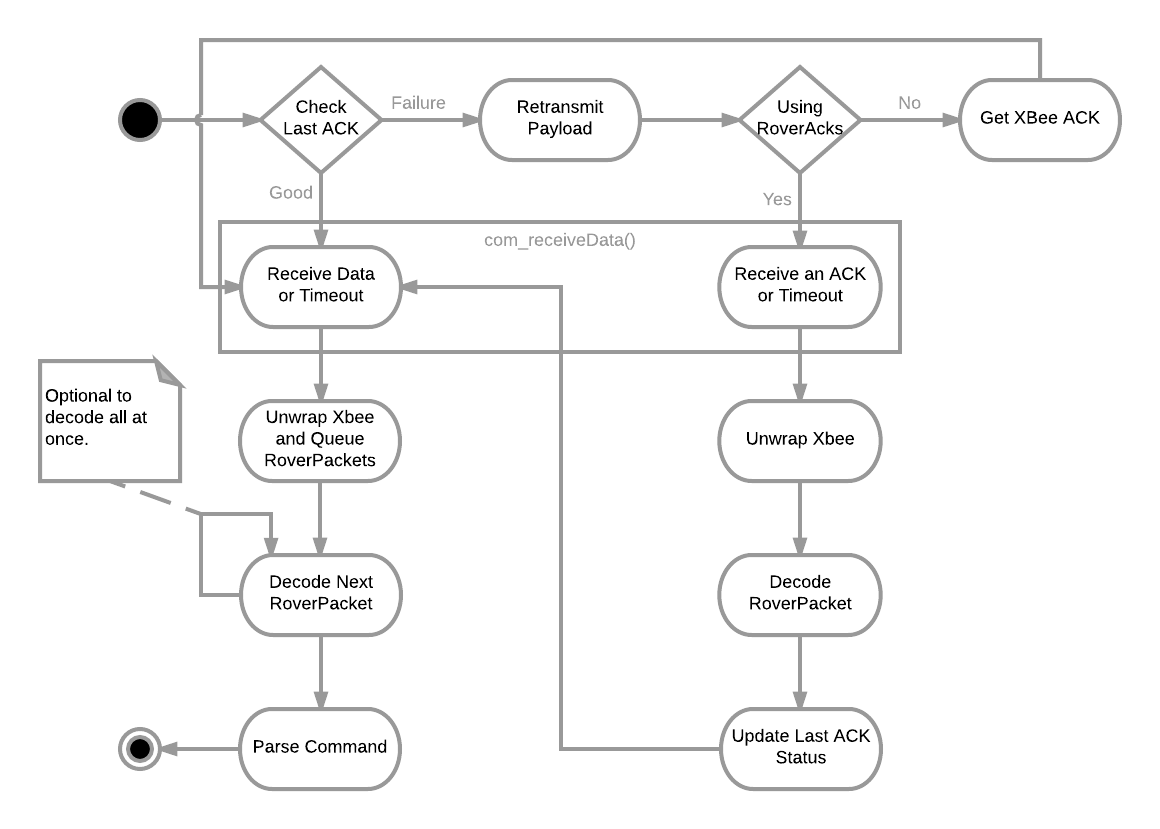 Check
Last ACK
Failure
Retransmit
Payload
Using
RoverAcks
No
Get XBee ACK
Good
Yes
com_receiveData()
Receive Data
or Timeout
Receive an ACK
or Timeout
Optional to
decode all at
once.
Unwrap Xbee
and Queue
RoverPackets
Unwrap Xbee
Decode Next
RoverPacket
Decode
RoverPacket
Parse Command
Update Last ACK
Status